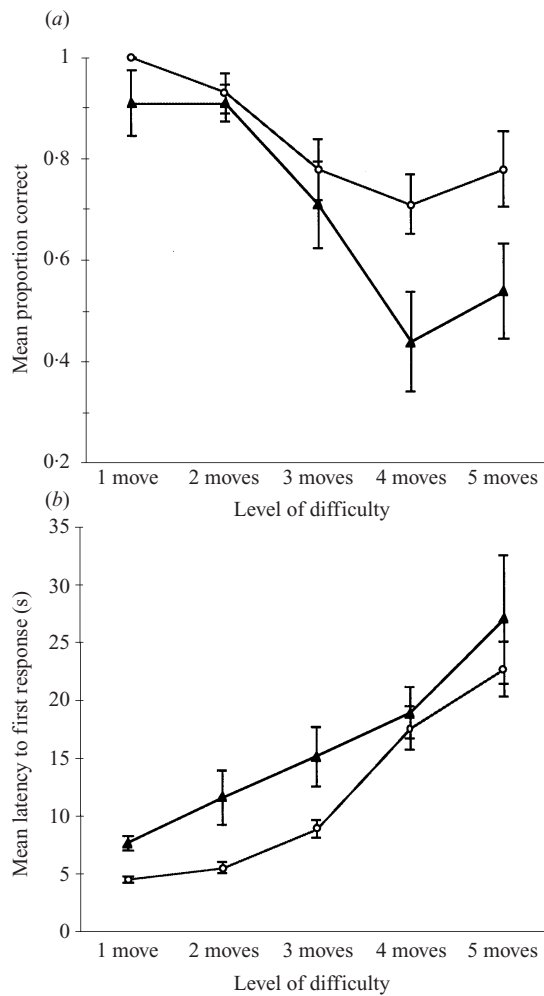 (a)
1
0·8
0·6
0·4
0·2
Mean proportion correct
1 move 2 moves 3 moves 4 moves 5 moves
Level of difficulty
(b)
35
30
25
20
15
10
5
0
Mean latency to first response (s)
1 move 2 moves 3 moves 4 moves 5 moves
Level of difficulty